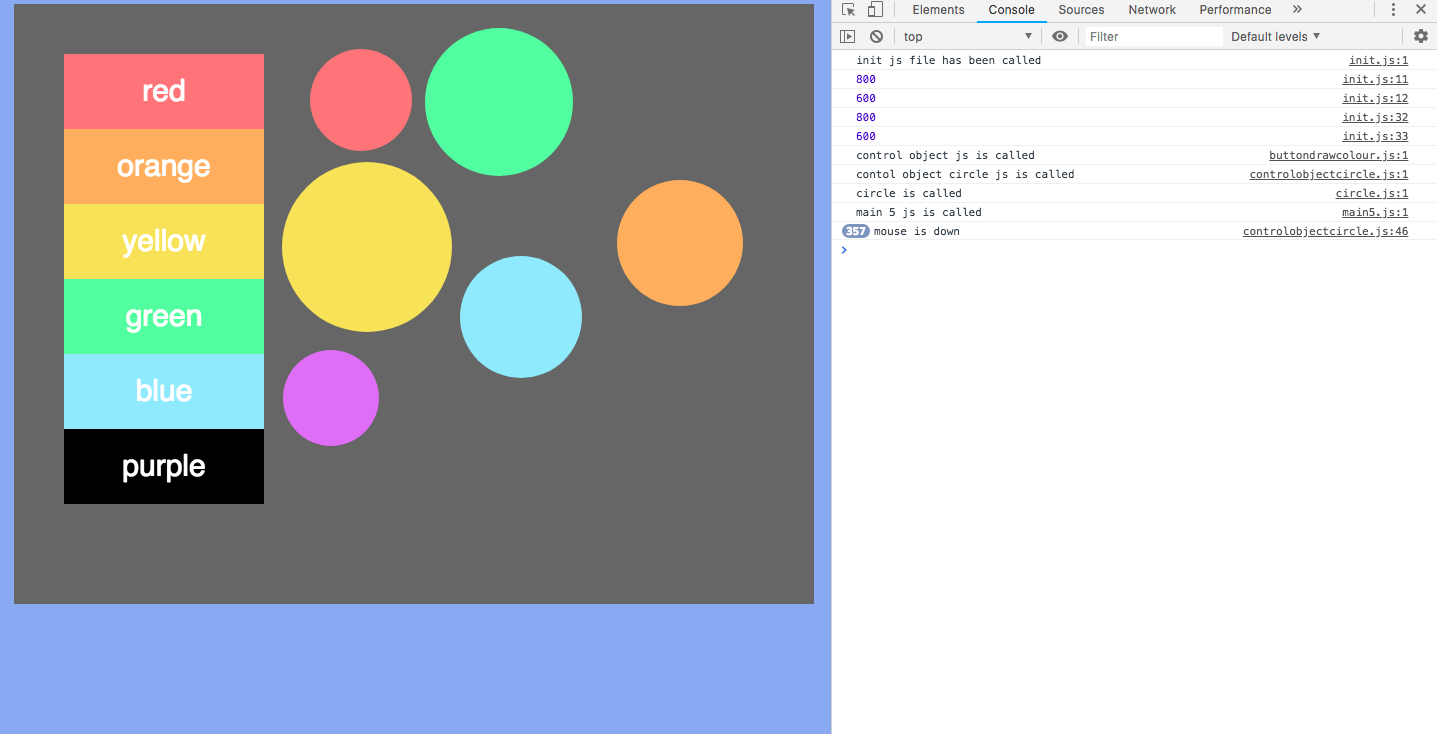 red
orange
yellow
green
blue
purple
Elements Console Sources Network Performance »
top Filter Default levels
init js file has been called init.js:1
800 init.js:11
600 init.js:12
800 init.js:32
600 init.js:33
control object js is called buttondrawcolour.js:1
contol object circle js is called controlobjectcircle.js:1
circle is called circle.js:1
main 5 js is called main5.js:1
357 mouse is down controlobjectcircle.js:46